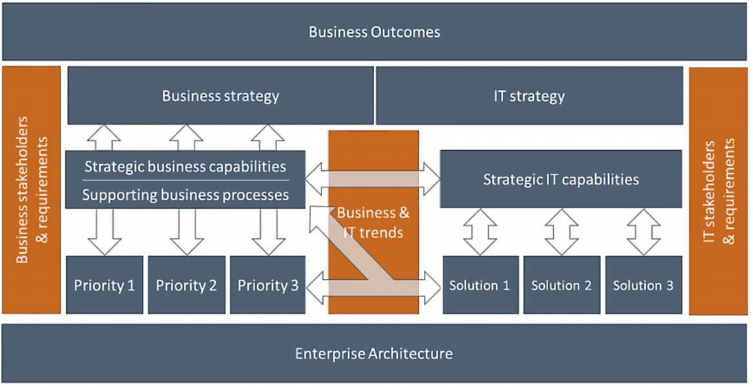 Business Outcomes
Business strategy
IT strategy
Business stakeholders
& requirements
Strategic business capabilities
Supporting business processes
Business &
IT trends
Strategic IT capabilities
IT stakeholders
& requirements
Priority 1
Priority 2
Priority 3
Solution 1
Solution 2
Solution 3
Enterprise Architecture